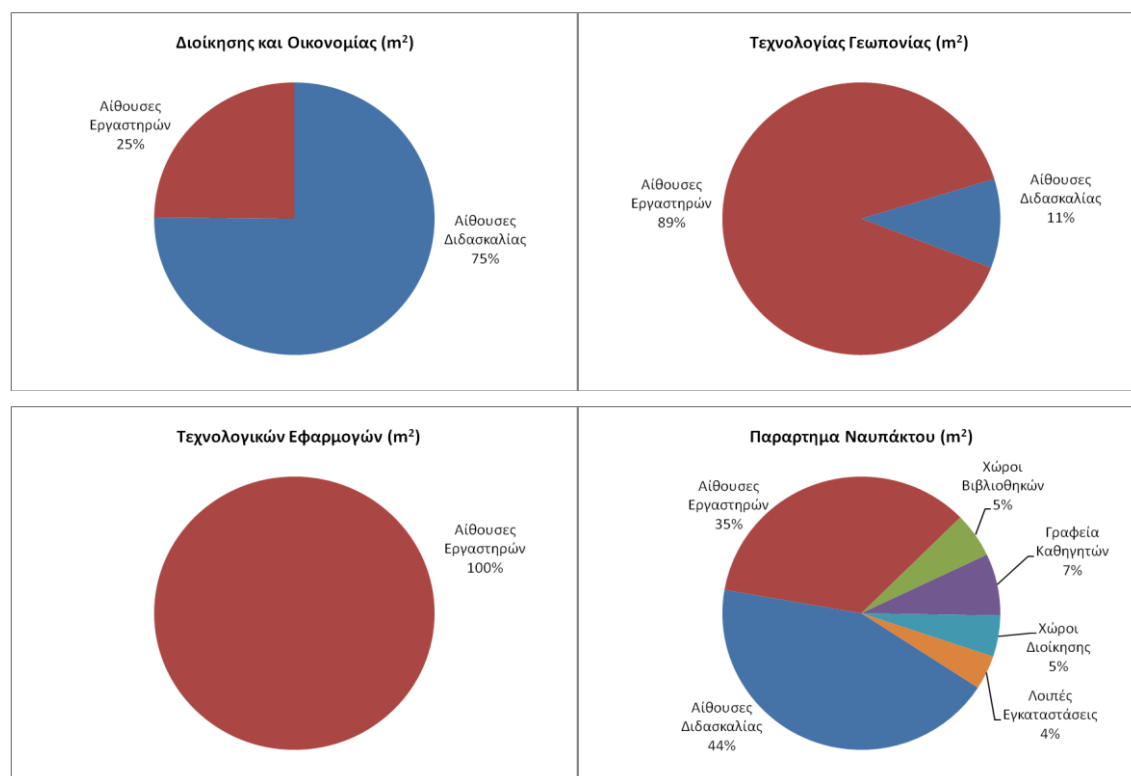 Διοίκησης και Οικονομίας (m²)
Αίθουσες
Εργαστηρών
25%
Αίθουσες
Διδασκαλίας
75%
Τεχνολογίας Γεωπονίας (m²)
Αίθουσες
Εργαστηρών
89%
Αίθουσες
Διδασκαλίας
11%
Τεχνολογικών Εφαρμογών (m²)
Αίθουσες
Εργαστηρών
100%
Παραρτημα Ναυπάκτου (m²)
Αίθουσες
Εργαστηρών
35%
Χώροι
Βιβλιοθηκών
5%
Γραφεία
Καθηγητών
7%
Χώροι
Διοίκησης
5%
Λοιπές
Εγκαταστάσεις
4%
Αίθουσες
Διδασκαλίας
44%